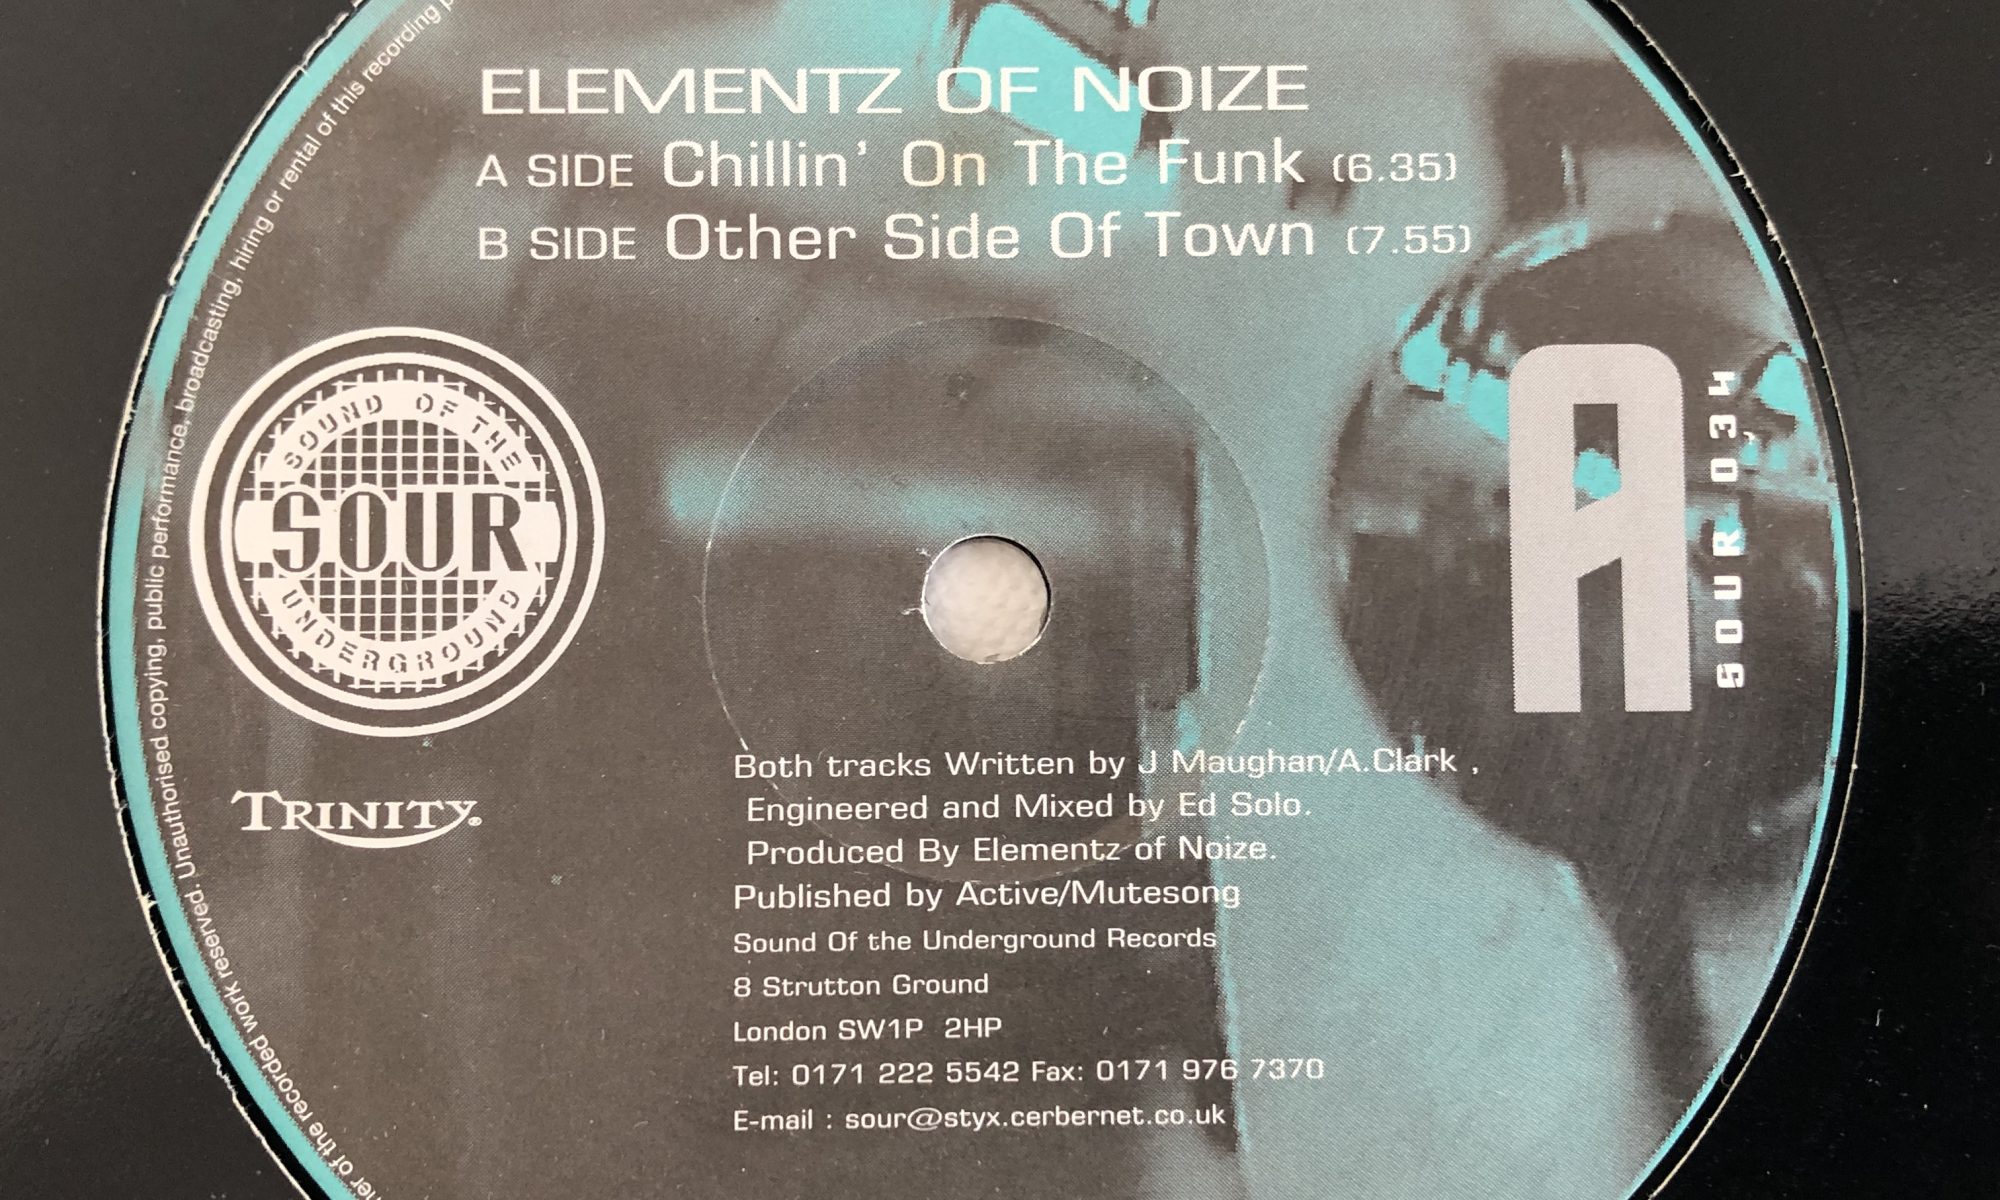 ELEMENTZ OF NOIZE
A SIDE Chillin' On The Funk (6.35)
B SIDE Other Side Of Town (7.55)
SOUND OF THE
SOUR
UNDERGROUND
TRINITY®
A
SOUR 034
Both tracks Written by J Maughan/A.Clark ,
Engineered and Mixed by Ed Solo.
Produced By Elementz of Noize.
Published by Active/Mutesong
Sound Of the Underground Records
8 Strutton Ground
London SW1P 2HP
Tel: 0171 222 5542 Fax: 0171 976 7370
E-mail : sour@styx.cerbernet.co.uk
of the recorded work reserved. Unauthorised copying, public performance, broadcasting, hiring or rental of this recording